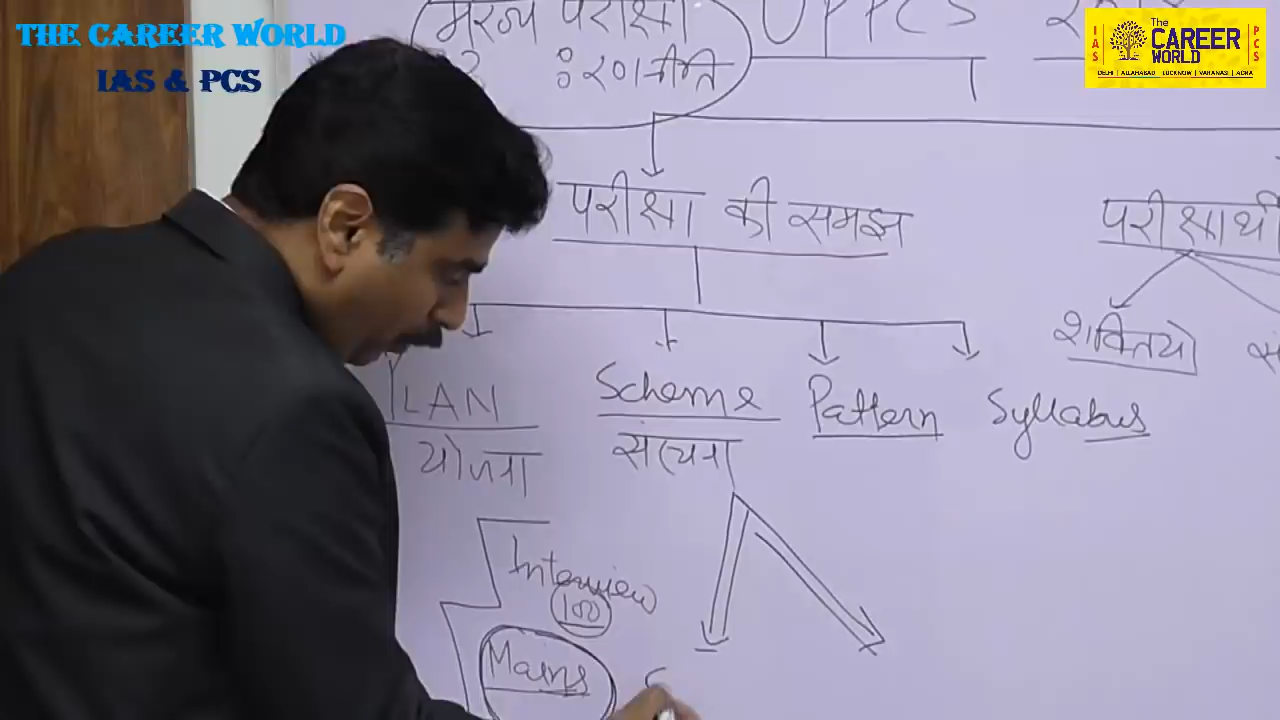 THE CAREER WORLD
IAS & PCS
The
CAREER
WORLD
IAS
PCS
DELHI | ALLAHABAD | LUCKNOW | VARANASI | AGRA
मुख्य परीक्षा UPPCS
: रणनीति
परीक्षा की समझ
परीक्षार्थी
शक्तियो
PLAN Scheme Pattern Syllabus
योजना संरचना
Interview
100
Mains